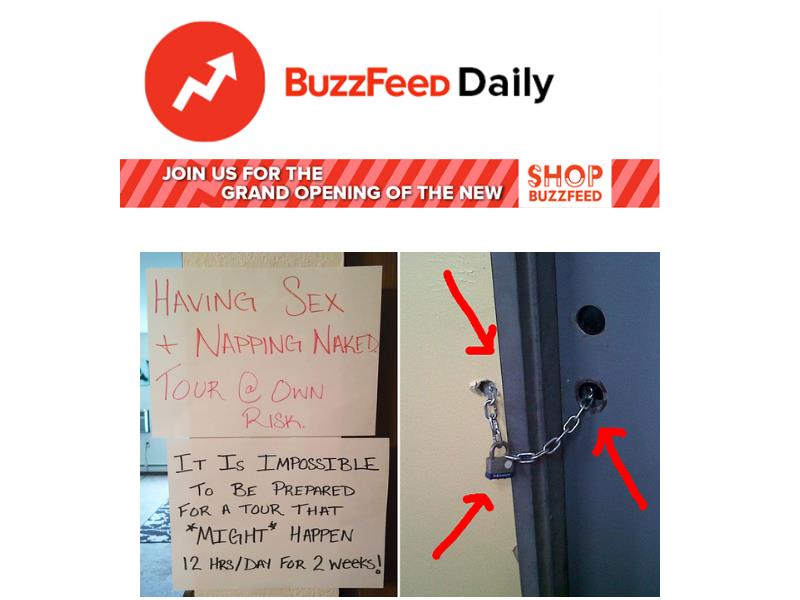 BuzzFeed Daily
JOIN US FOR THE
GRAND OPENING OF THE NEW
SHOP
BUZZFEED
HAVING SEX
+ NAPPING NAKED
TOUR @ OWN
RISK.
IT IS IMPOSSIBLE
TO BE PREPARED
FOR A TOUR THAT
*MIGHT* HAPPEN
12 HRS/DAY FOR 2 WEEKS!